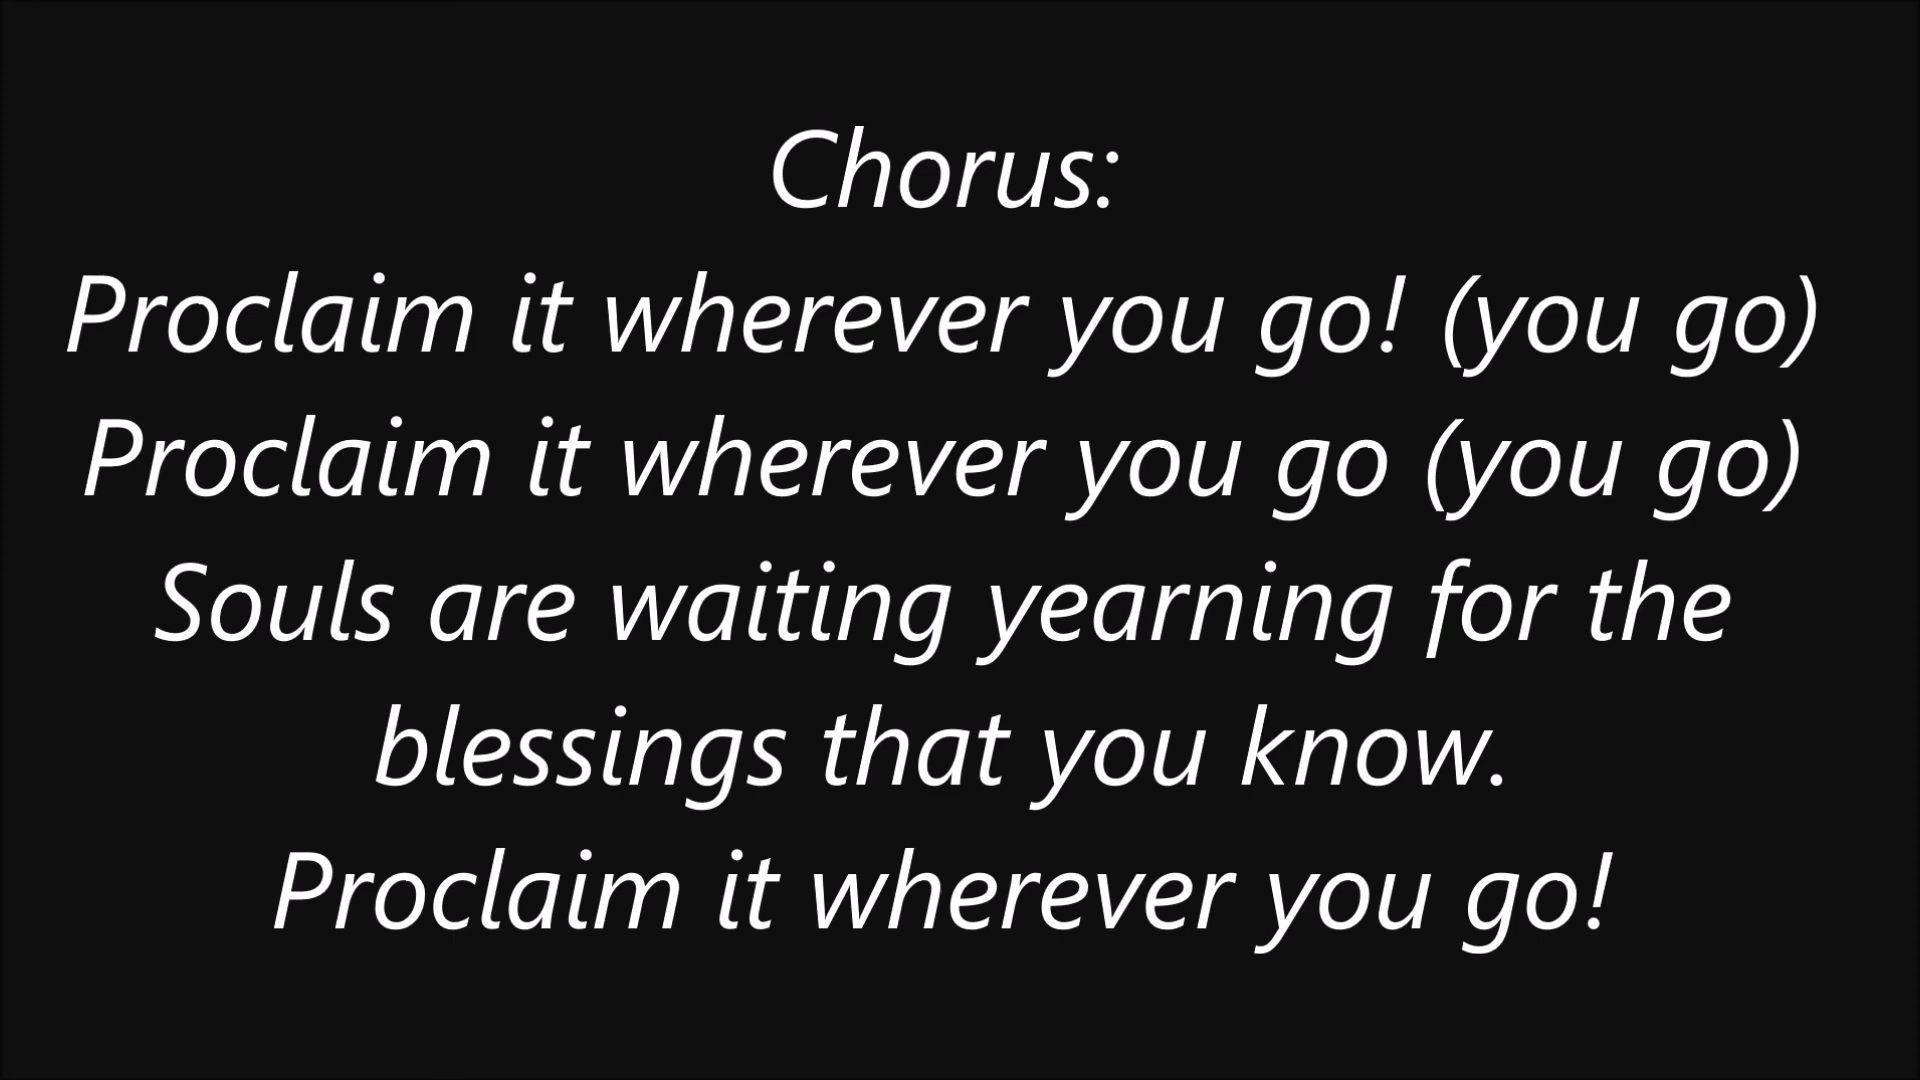 Chorus:
Proclaim it wherever you go! (you go)
Proclaim it wherever you go (you go)
Souls are waiting yearning for the
blessings that you know.
Proclaim it wherever you go!